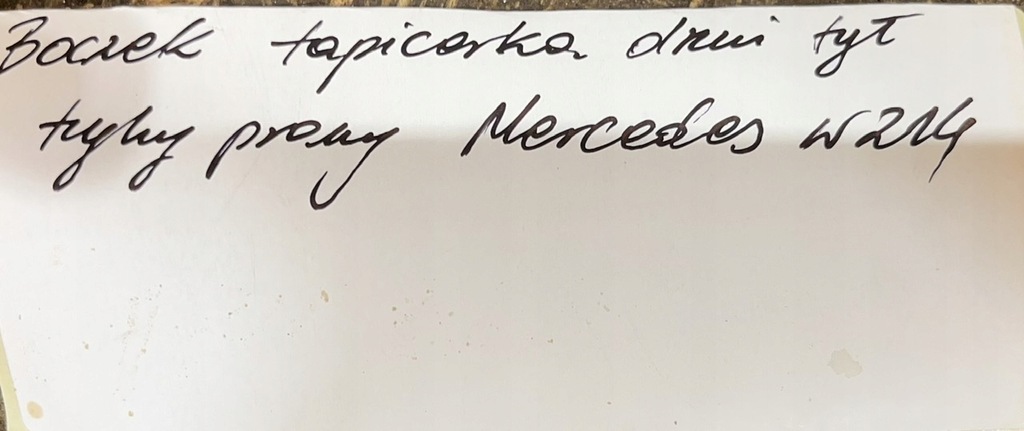 Boczek tapicerka drzwi tył
tylny prawy Mercedes W214